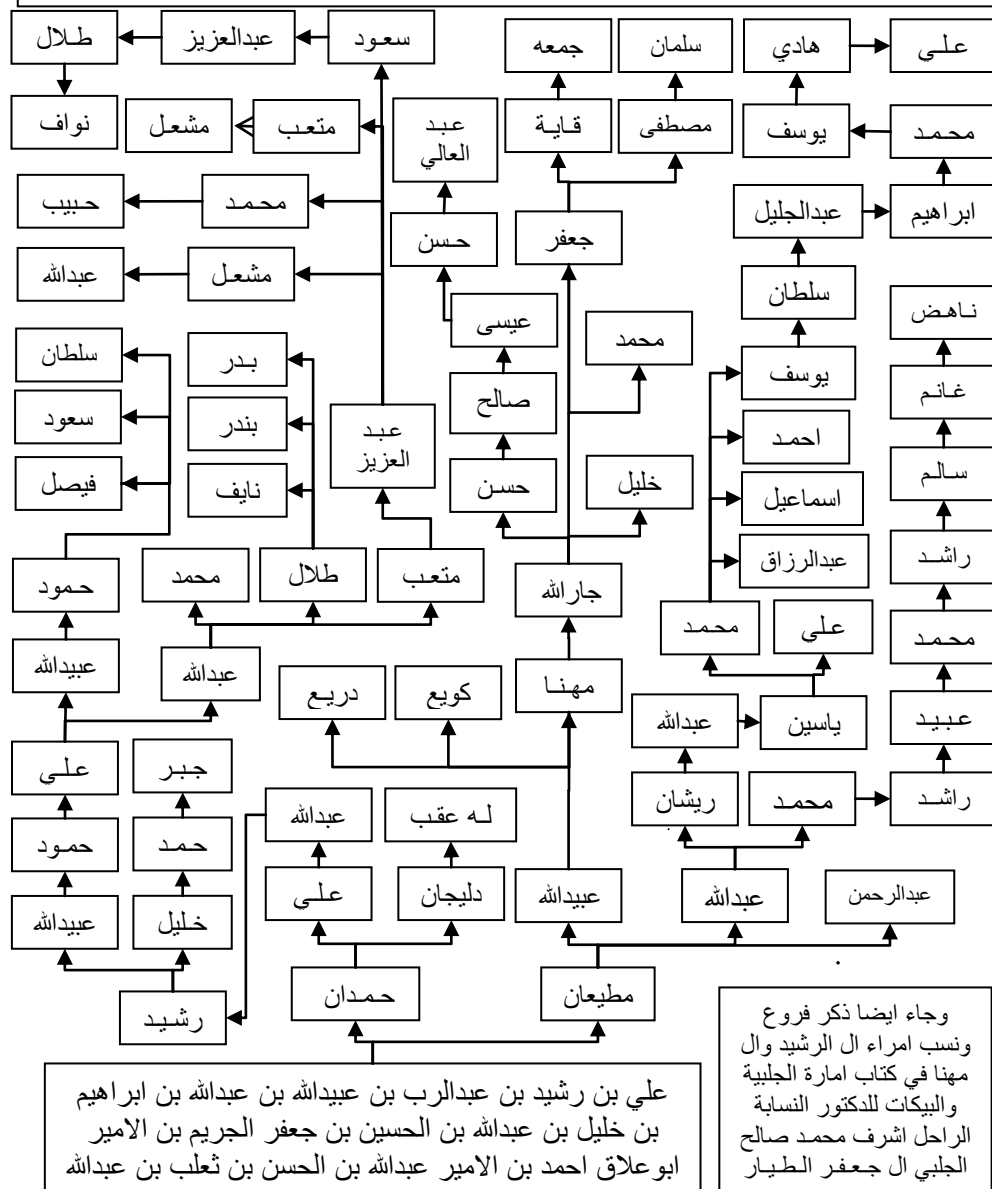 علي
هادي
سلمان
جمعه
سعود
عبدالعزيز
طلال
محمد
يوسف
مصطفى
قاية
عبد
العالي
متعب
مشعل
نواف
ابراهيم
عبدالجليل
جعفر
حسن
محمد
حبيب
سلطان
عيسى
مشعل
عبدالله
ناهض
محمد
بدر
سلطان
يوسف
صالح
غانم
احمد
عبد
العزيز
بندر
سعود
سالم
اسماعيل
خليل
حسن
نايف
فيصل
راشد
عبدالرزاق
جارالله
متعب
طلال
محمد
حمود
محمد
علي
محمد
مهنا
عبدالله
عبيدالله
كويع
دريع
عبيد
ياسين
عبدالله
جبر
علي
راشد
محمد
ريشان
له عقب
عبدالله
حمد
حمود
عبدالرحمن
عبدالله
عبيدالله
دليجان
علي
خليل
عبيدالله
مطيعان
حمدان
رشيد
علي بن رشيد بن عبدالرب بن عبيدالله بن عبدالله بن ابراهيم
بن خليل بن عبدالله بن الحسين بن جعفر الجريم بن الامير
ابوعلاق احمد بن الامير عبدالله بن الحسن بن ثعلب بن عبدالله
وجاء ايضا ذكر فروع
ونسب امراء ال الرشيد وال
مهنا في كتاب امارة الجلبية
والبيكات للدكتور النسابة
الراحل اشرف محمد صالح
الجلبي ال جعفر الطيار